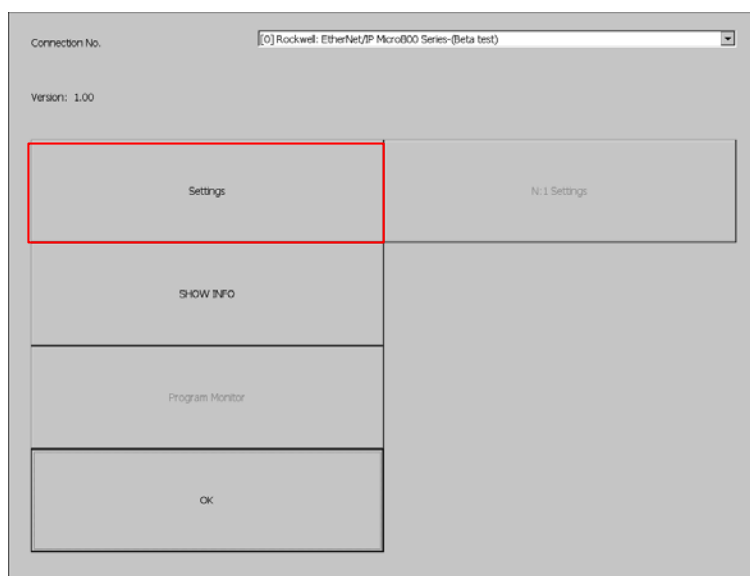 Connection No. [0] Rockwell: EtherNet/IP Micro800 Series-(Beta test)
Version: 1.00
Settings N:1 Settings
SHOW INFO
Program Monitor
OK